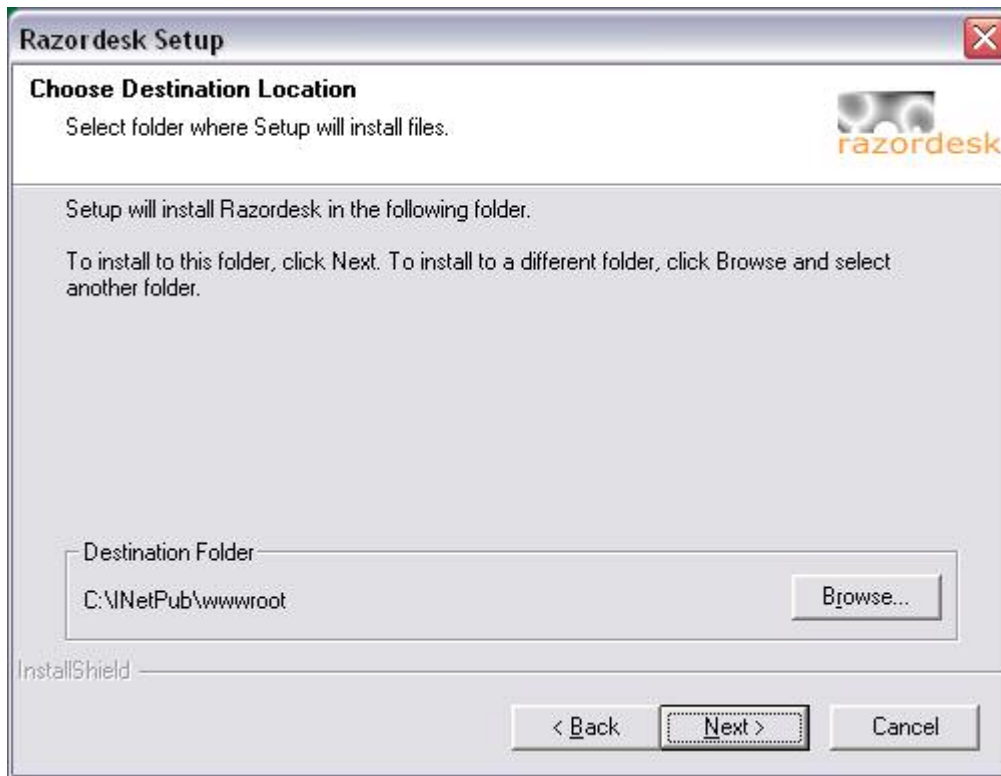 Razordesk Setup
Choose Destination Location
Select folder where Setup will install files.
razordesk
Setup will install Razordesk in the following folder.
To install to this folder, click Next. To install to a different folder, click Browse and select
another folder.
Destination Folder
C:\INetPub\wwwroot
Browse...
InstallShield
< Back
Next >
Cancel